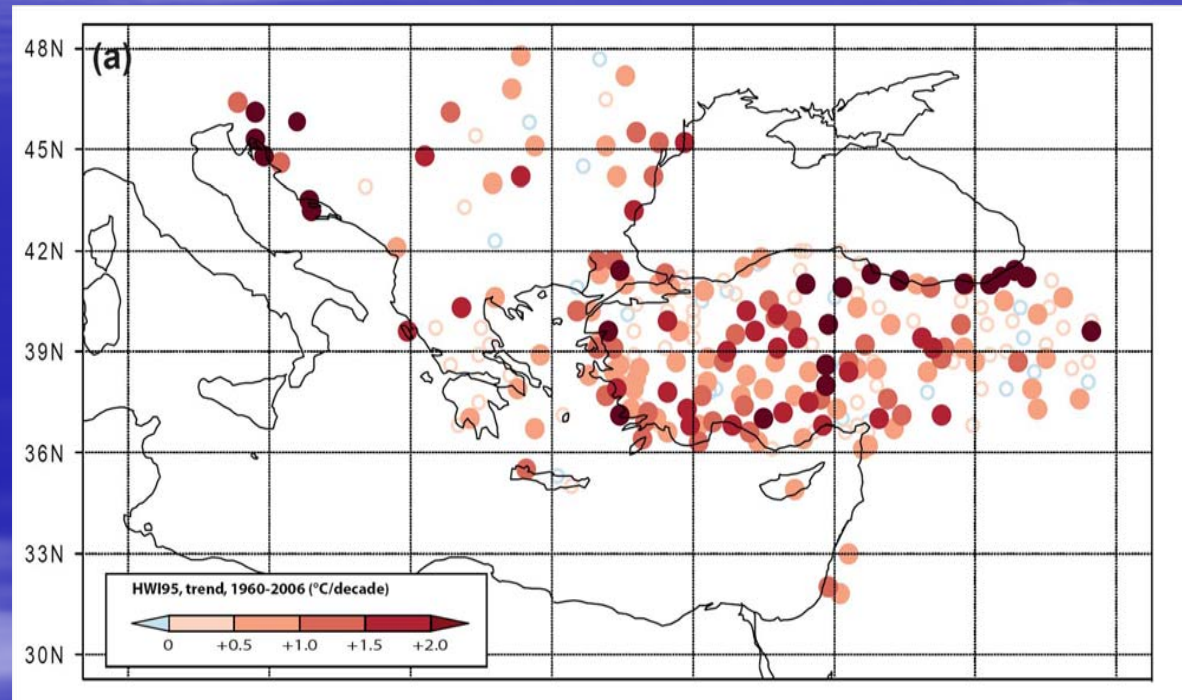 (a)
48N
45N
42N
39N
36N
33N
30N
HWI95, trend, 1960-2006 (°C/decade)
0 +0.5 +1.0 +1.5 +2.0